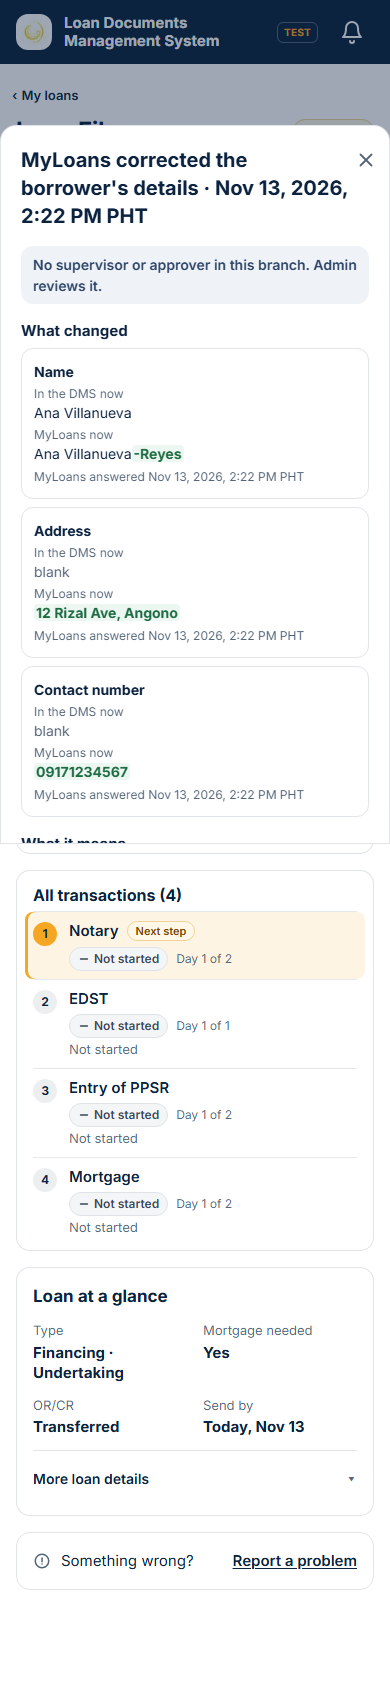 Loan Documents
Management System
TEST
‹ My loans
MyLoans corrected the
borrower's details · Nov 13, 2026,
2:22 PM PHT
No supervisor or approver in this branch. Admin
reviews it.
What changed
Name
In the DMS now
Ana Villanueva
MyLoans now
Ana Villanueva-Reyes
MyLoans answered Nov 13, 2026, 2:22 PM PHT
Address
In the DMS now
blank
MyLoans now
12 Rizal Ave, Angono
MyLoans answered Nov 13, 2026, 2:22 PM PHT
Contact number
In the DMS now
blank
MyLoans now
09171234567
MyLoans answered Nov 13, 2026, 2:22 PM PHT
What it means
All transactions (4)
1 Notary Next step
– Not started Day 1 of 2
2 EDST
– Not started Day 1 of 1
Not started
3 Entry of PPSR
– Not started Day 1 of 2
Not started
4 Mortgage
– Not started Day 1 of 2
Not started
Loan at a glance
Type Mortgage needed
Financing · Yes
Undertaking
OR/CR Send by
Transferred Today, Nov 13
More loan details
Something wrong? Report a problem